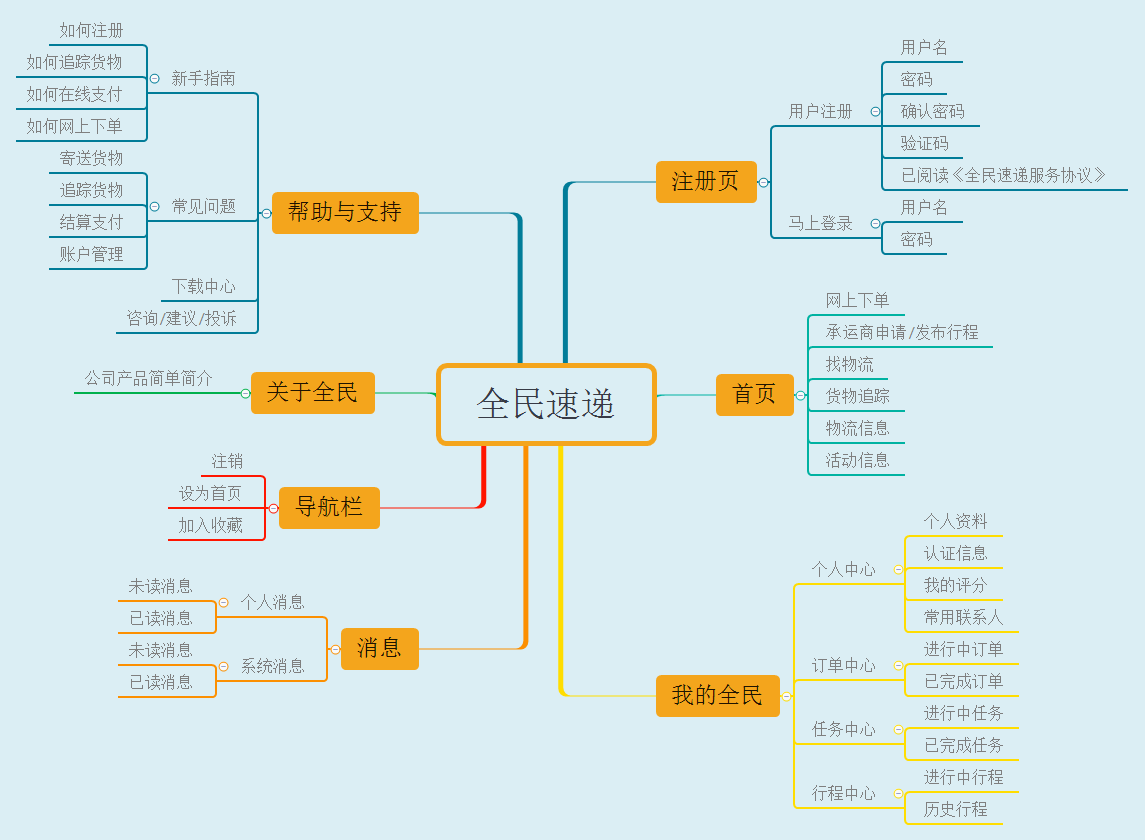 全民速递
注册页
用户注册
用户名
密码
确认密码
验证码
已阅读《全民速递服务协议》
马上登录
用户名
密码
首页
网上下单
承运商申请/发布行程
找物流
货物追踪
物流信息
活动信息
我的全民
个人中心
个人资料
认证信息
我的评分
常用联系人
订单中心
进行中订单
已完成订单
任务中心
进行中任务
已完成任务
行程中心
进行中行程
历史行程
帮助与支持
新手指南
如何注册
如何追踪货物
如何在线支付
如何网上下单
常见问题
寄送货物
追踪货物
结算支付
账户管理
下载中心
咨询/建议/投诉
关于全民
公司产品简单简介
导航栏
注销
设为首页
加入收藏
消息
个人消息
未读消息
已读消息
系统消息
未读消息
已读消息